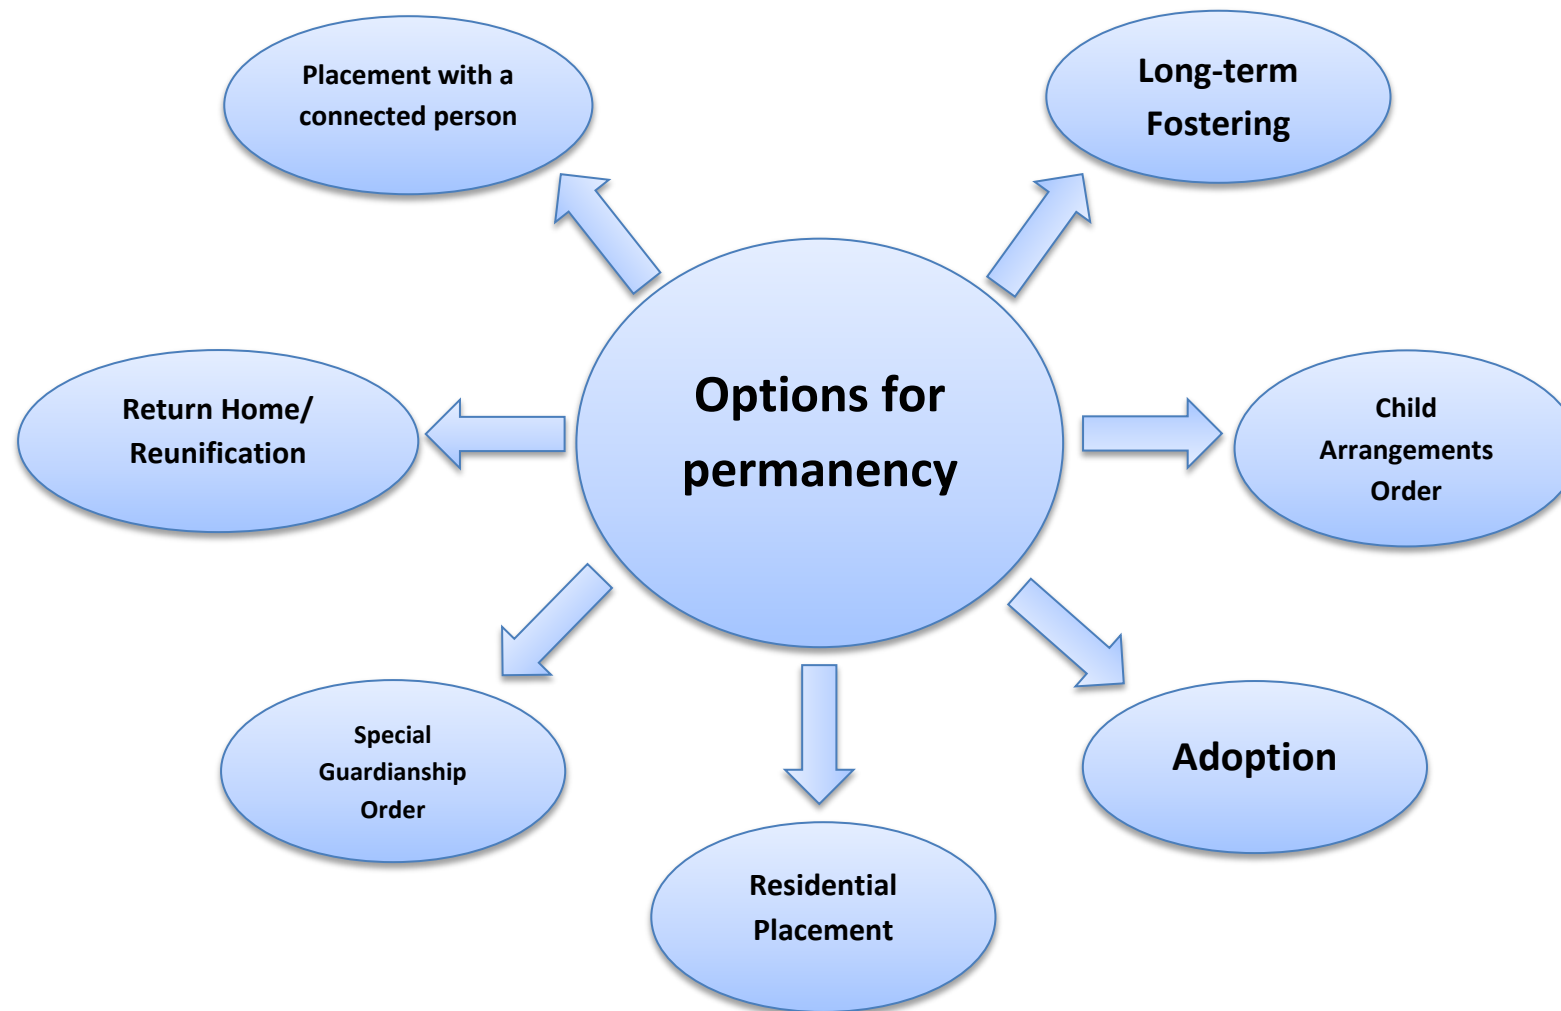 Placement with a
connected person
Long-term
Fostering
Options for
permanency
Return Home/
Reunification
Child
Arrangements
Order
Special
Guardianship
Order
Adoption
Residential
Placement